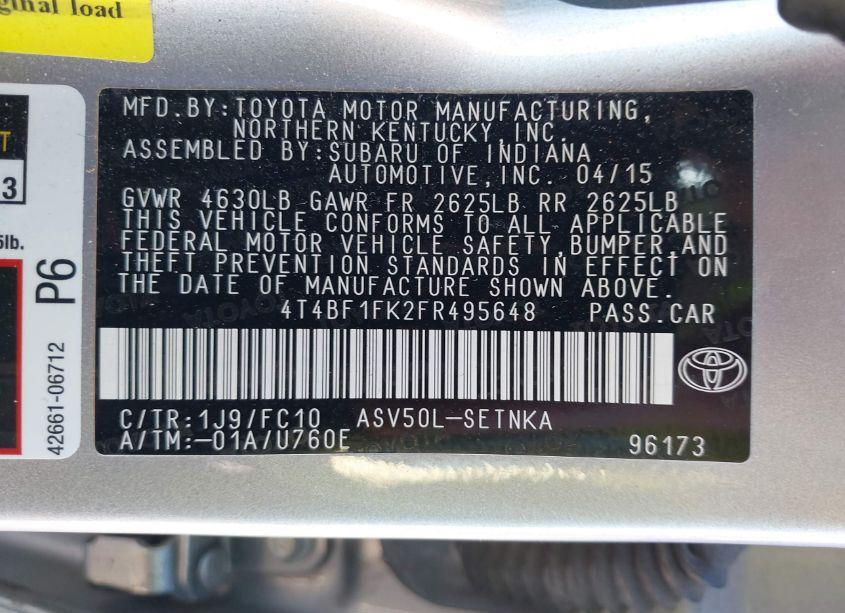 ginal load
3
5lb.
P6
42661-06712
MFD.BY:TOYOTA MOTOR MANUFACTURING,
NORTHERN KENTUCKY,INC.
ASSEMBLED BY:SUBARU OF INDIANA
AUTOMOTIVE,INC. 04/15
GVWR 4630LB GAWR FR 2625LB RR 2625LB
THIS VEHICLE CONFORMS TO ALL APPLICABLE
FEDERAL MOTOR VEHICLE SAFETY,BUMPER,AND
THEFT PREVENTION STANDARDS IN EFFECT ON
THE DATE OF MANUFACTURE SHOWN ABOVE.
4T4BF1FK2FR495648 PASS.CAR
C/TR:1J9/FC10 ASV50L-SETNKA
A/TM:-01A/U760E 96173